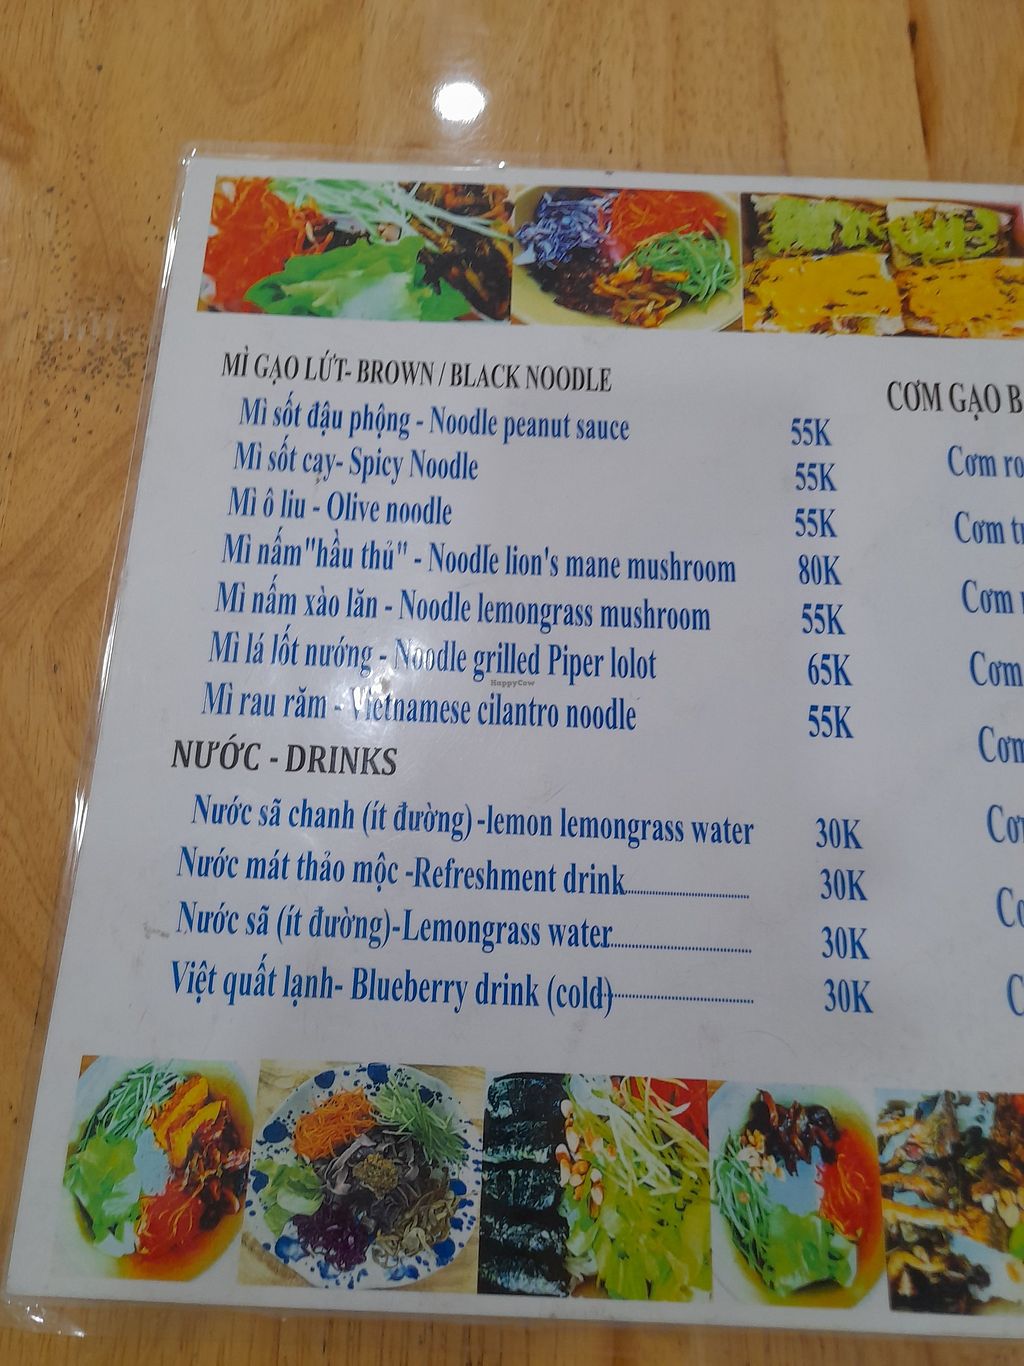 MÌ GẠO LỨT- BROWN / BLACK NOODLE
Mì sốt đậu phộng - Noodle peanut sauce 55K
Mì sốt cay- Spicy Noodle 55K
Mì ô liu - Olive noodle 55K
Mì nấm"hầu thủ" - Noodle lion's mane mushroom 80K
Mì nấm xào lăn - Noodle lemongrass mushroom 55K
Mì lá lốt nướng - Noodle grilled Piper lolot 65K
HappyCow
Mì rau răm - Vietnamese cilantro noodle 55K
NƯỚC - DRINKS
Nước sã chanh (ít đường) -lemon lemongrass water 30K
Nước mát thảo mộc -Refreshment drink 30K
Nước sã (ít đường)-Lemongrass water 30K
Việt quất lạnh- Blueberry drink (cold) 30K
CƠM GẠO
Cơm
Cơm
Cơm
Cơm